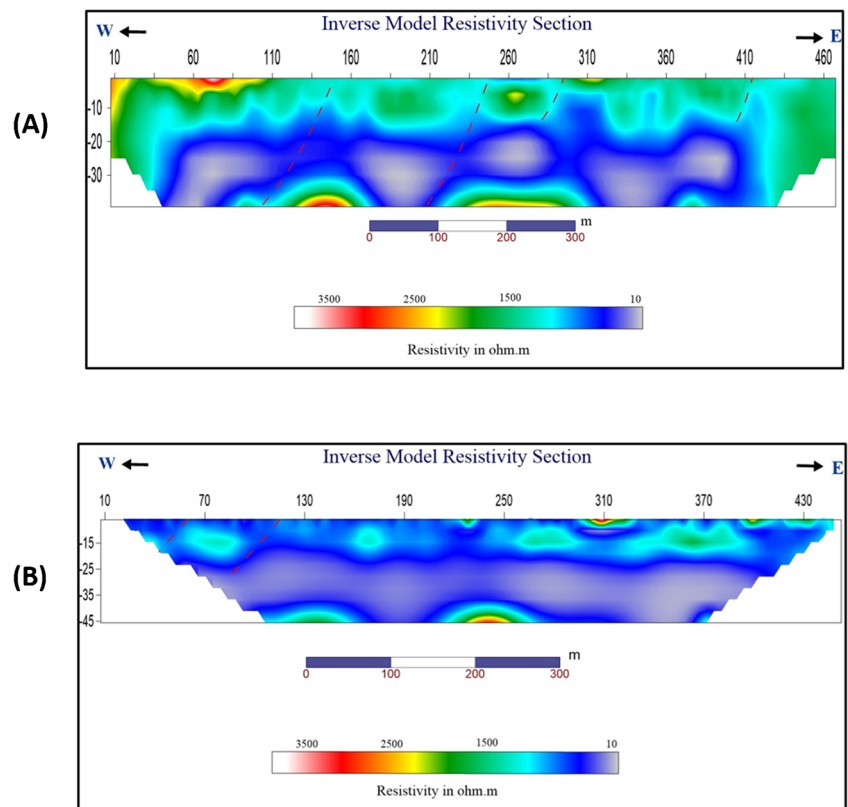 (A)
Inverse Model Resistivity Section
W E
10 60 110 160 210 260 310 360 410 460
-10
-20
-30
m
0 100 200 300
3500 2500 1500 10
Resistivity in ohm.m
(B)
Inverse Model Resistivity Section
W E
10 70 130 190 250 310 370 430
-15
-25
-35
-45
m
0 100 200 300
3500 2500 1500 10
Resistivity in ohm.m